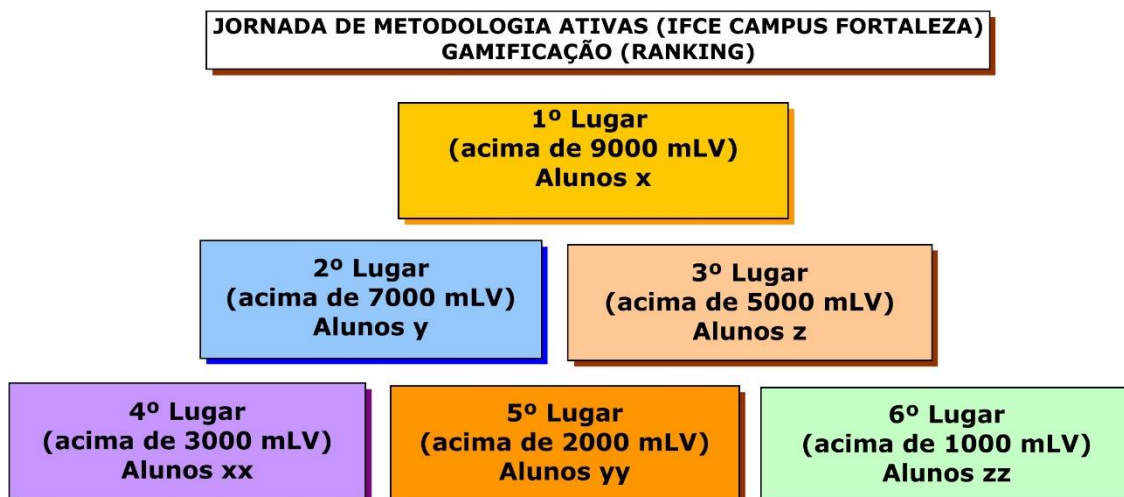 JORNADA DE METODOLOGIA ATIVAS (IFCE CAMPUS FORTALEZA)
GAMIFICAÇÃO (RANKING)
1º Lugar
(acima de 9000 mLV)
Alunos x
2º Lugar
(acima de 7000 mLV)
Alunos y
3º Lugar
(acima de 5000 mLV)
Alunos z
4º Lugar
(acima de 3000 mLV)
Alunos xx
5º Lugar
(acima de 2000 mLV)
Alunos yy
6º Lugar
(acima de 1000 mLV)
Alunos zz